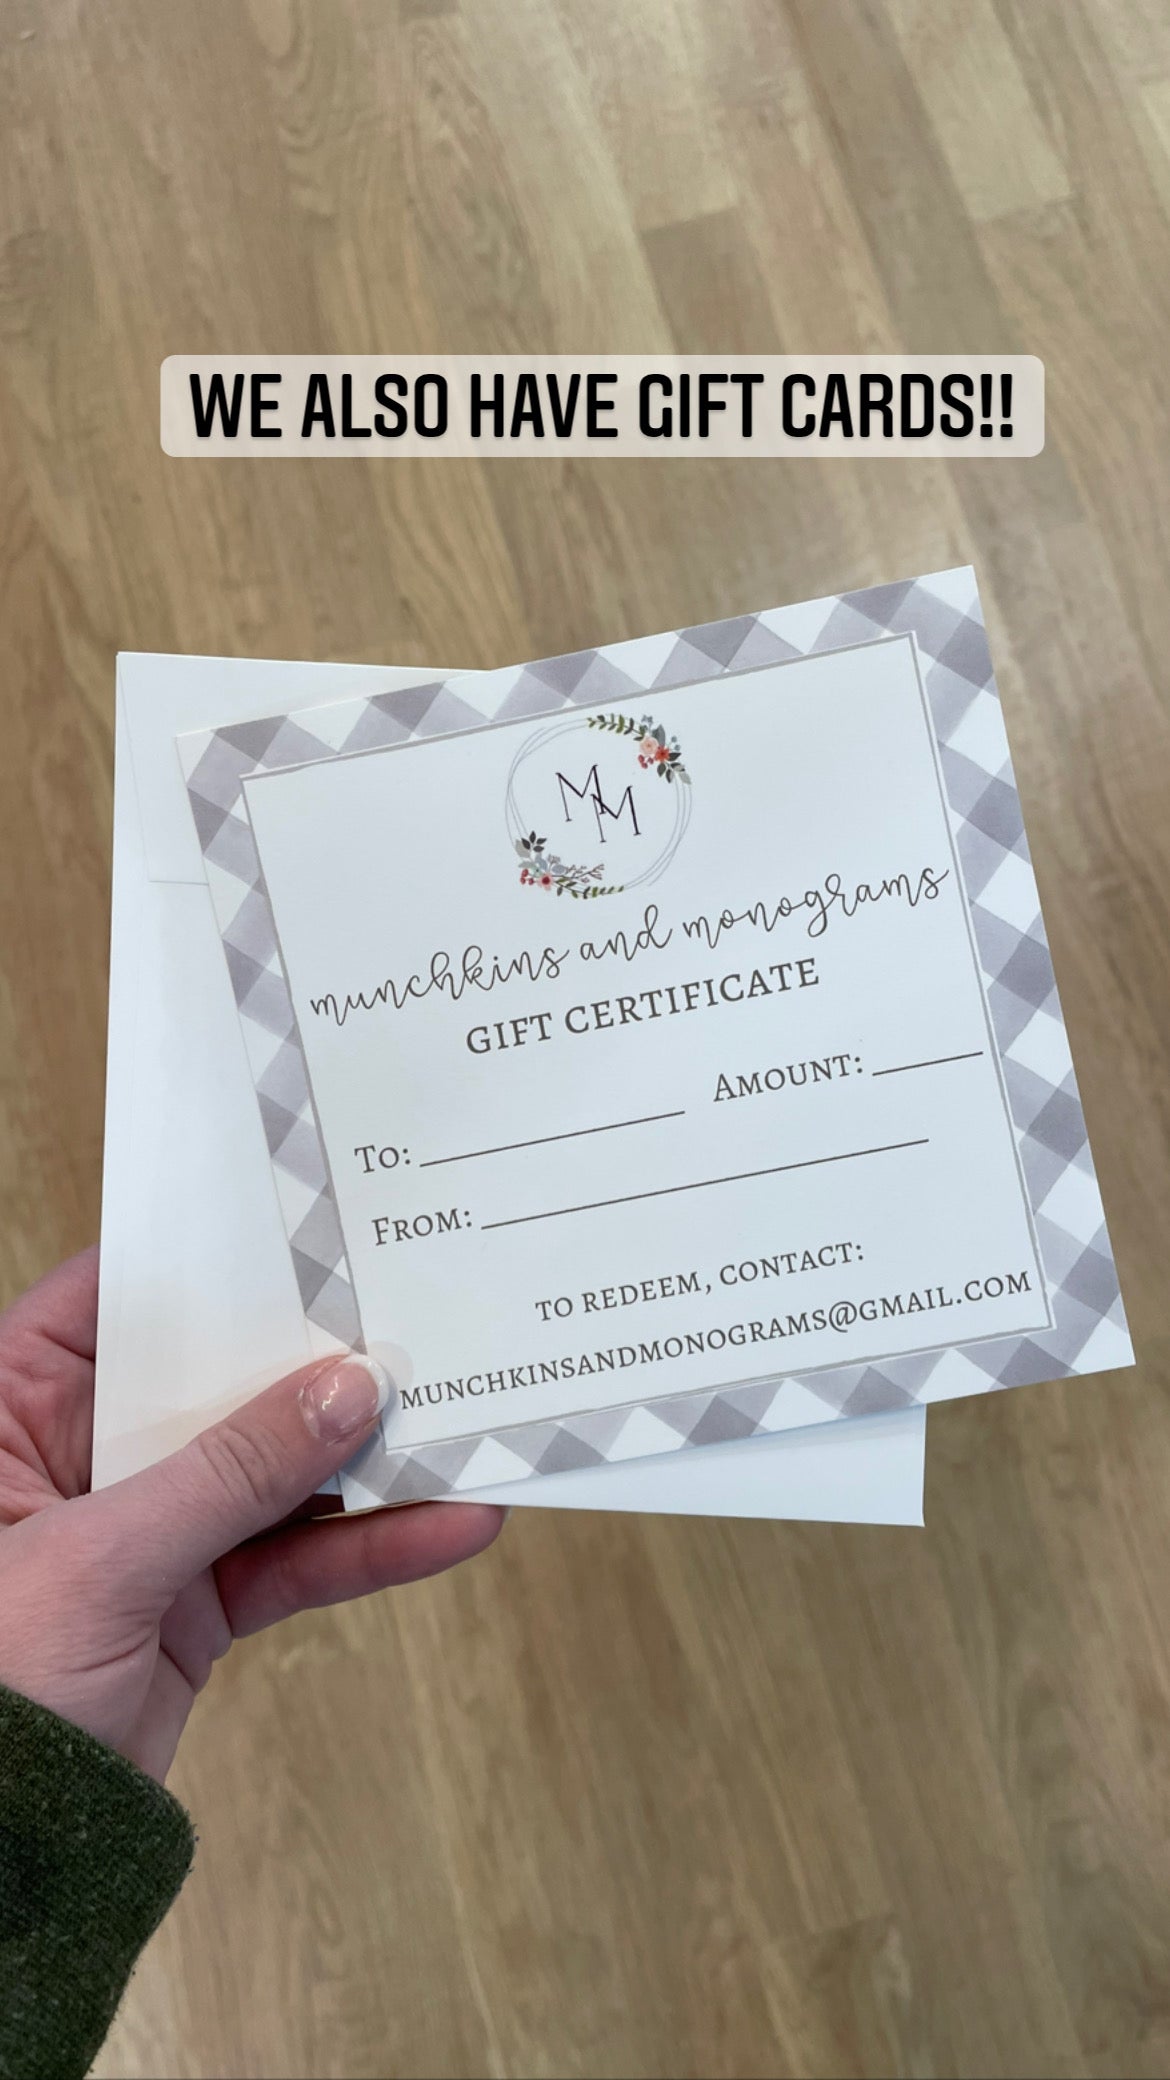 WE ALSO HAVE GIFT CARDS!!
MM
munchkins and monograms
GIFT CERTIFICATE
AMOUNT:
TO:
FROM:
TO REDEEM, CONTACT:
MUNCHKINSANDMONOGRAMS@GMAIL.COM